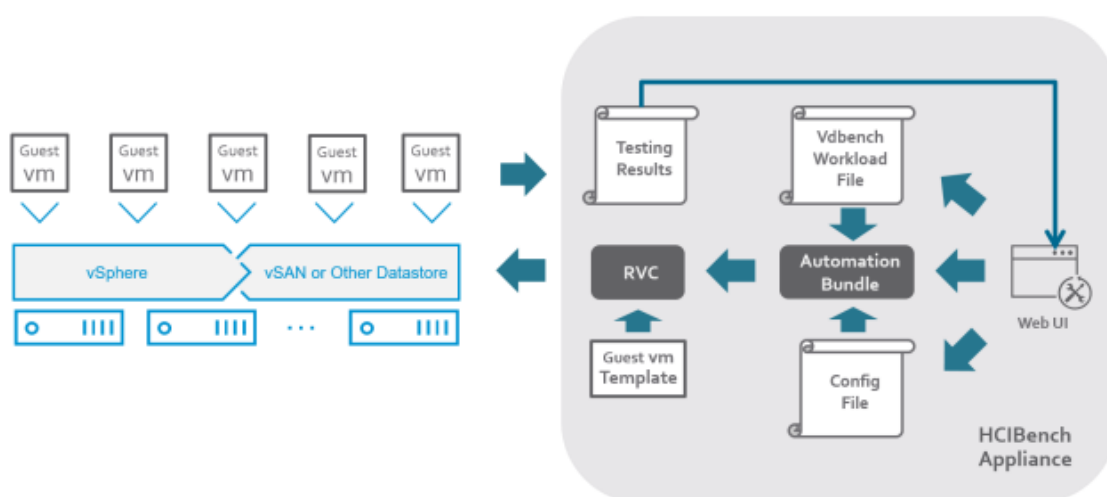 Guest
vm
Guest
vm
Guest
vm
Guest
vm
Guest
vm
vSphere
vSAN or Other Datastore
...
Testing
Results
Vdbench
Workload
File
RVC
Automation
Bundle
Web UI
Guest vm
Template
Config
File
HCIBench
Appliance